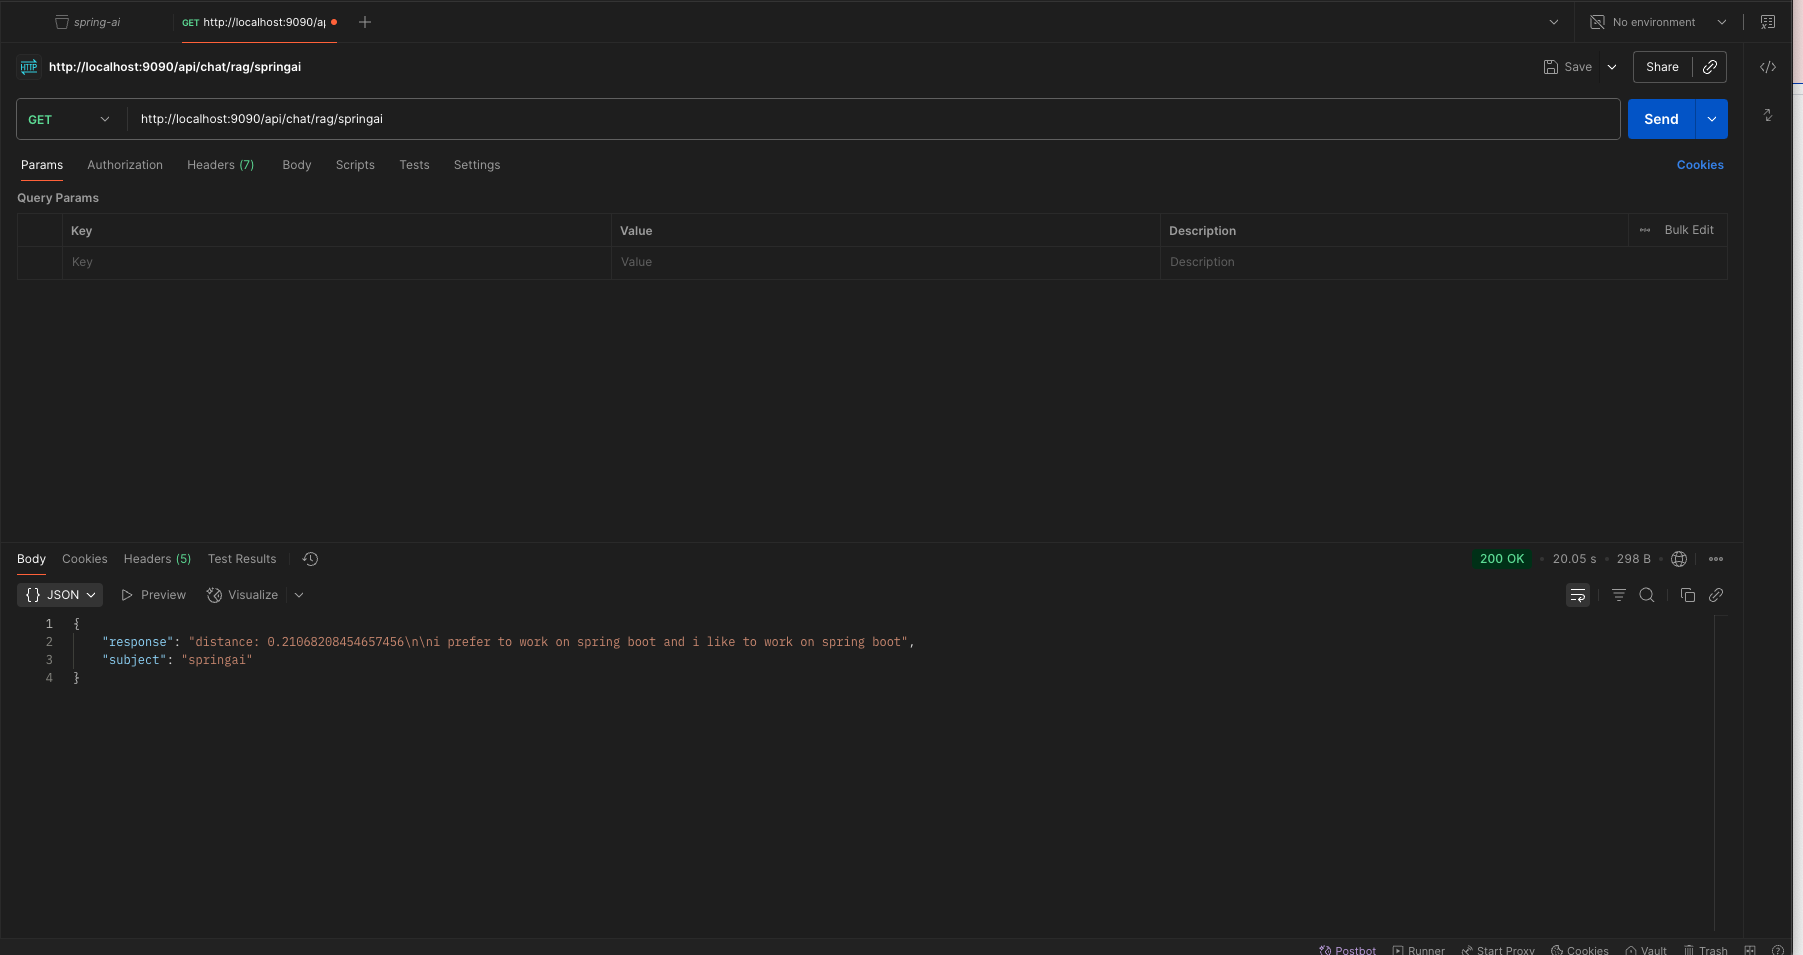 spring-ai
GET http://localhost:9090/ap
No environment
HTTP http://localhost:9090/api/chat/rag/springai
Save
Share
GET http://localhost:9090/api/chat/rag/springai
Send
Params Authorization Headers (7) Body Scripts Tests Settings
Cookies
Query Params
Key Value Description Bulk Edit
Key Value Description
Body Cookies Headers (5) Test Results
200 OK • 20.05 s • 298 B
{} JSON Preview Visualize
1 {
2 "response": "distance: 0.21068208454657456\n\ni prefer to work on spring boot and i like to work on spring boot",
3 "subject": "springai"
4 }
Postbot Runner Start Proxy Cookies Vault Trash